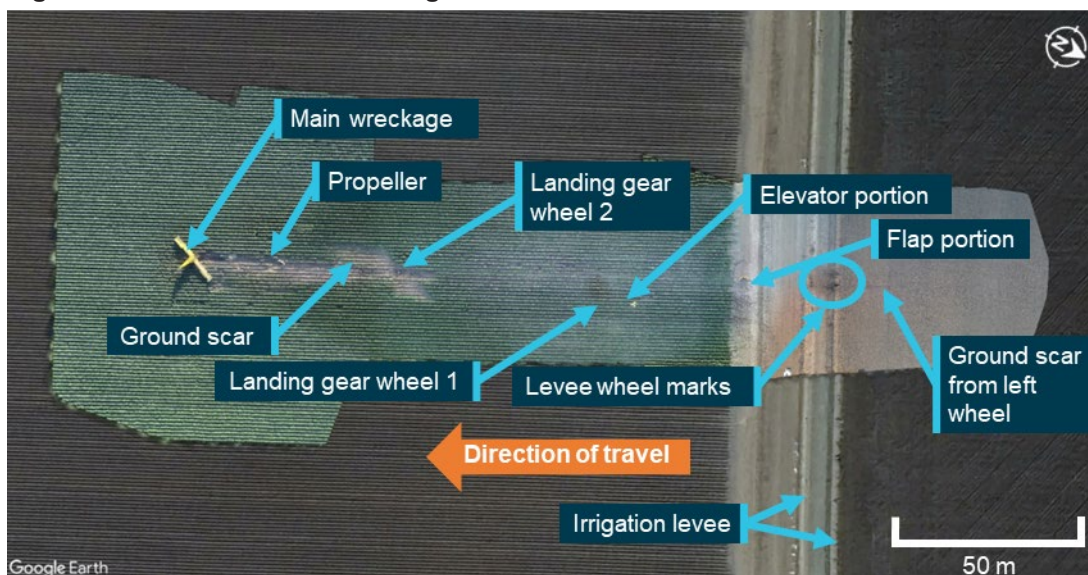 Main wreckage
Propeller
Landing gear
wheel 2
Elevator portion
Flap portion
Ground scar
Landing gear wheel 1
Levee wheel marks
Ground scar
from left
wheel
Direction of travel
Irrigation levee
50 m
Google Earth
N